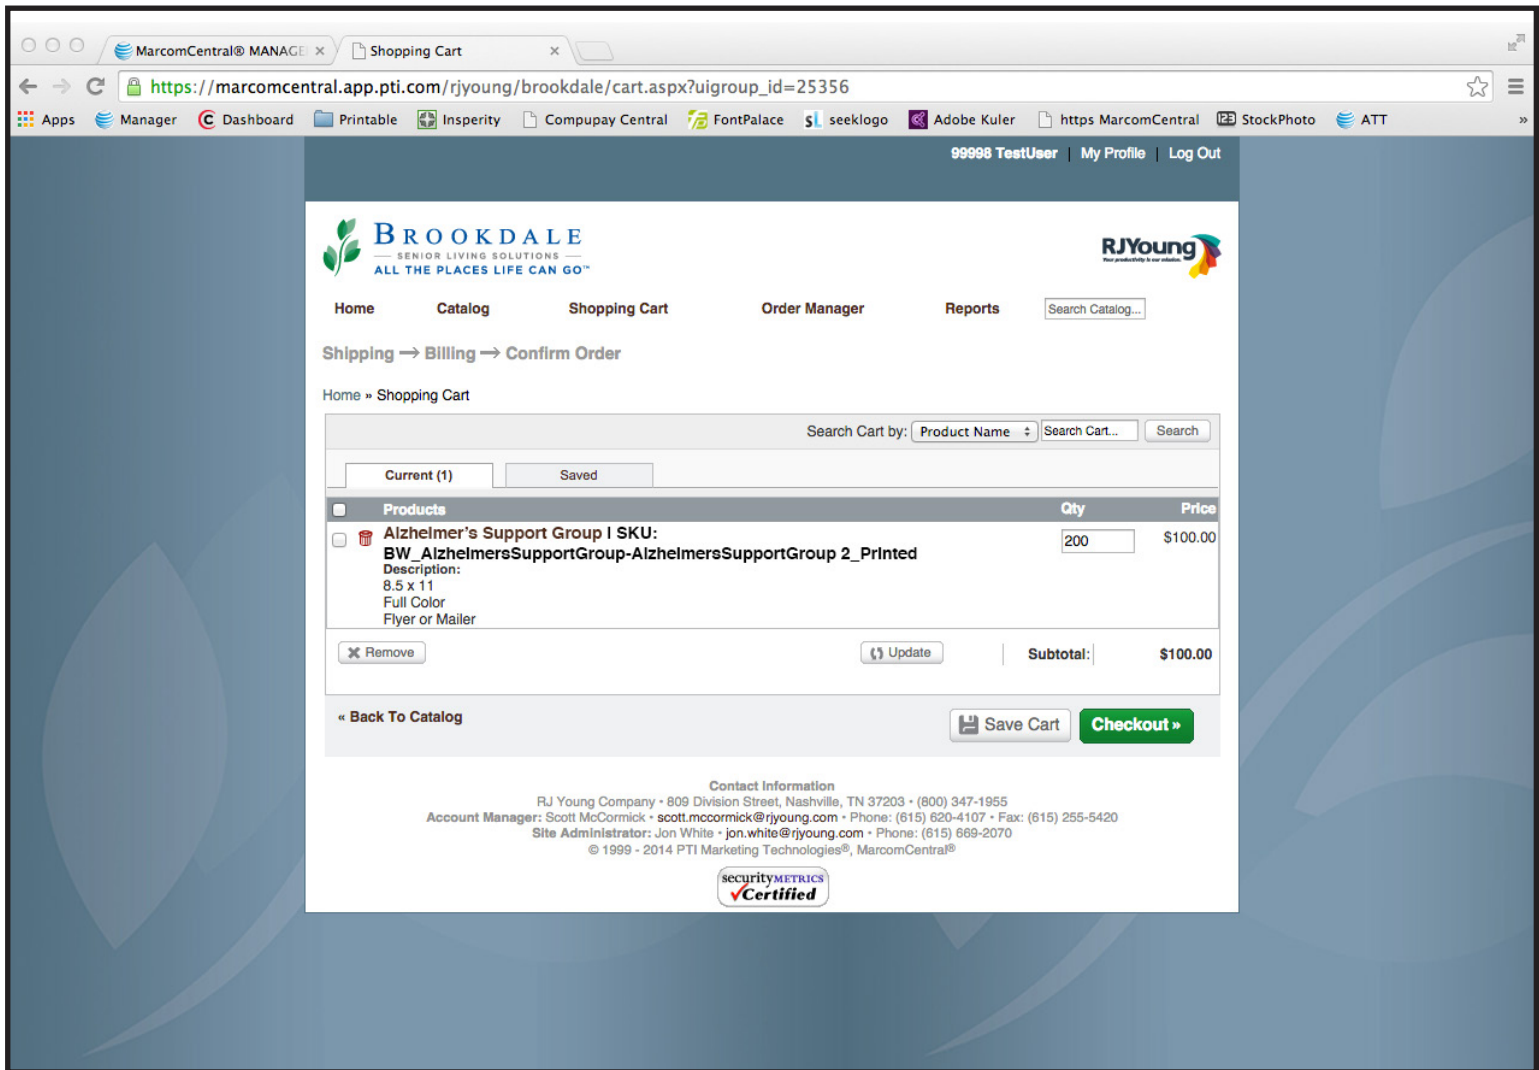 MarcomCentral® MANAGE
Shopping Cart
https://marcomcentral.app.pti.com/rjyoung/brookdale/cart.aspx?uigroup_id=25356
Apps Manager Dashboard Printable Insperity Compupay Central FontPalace seeklogo Adobe Kuler https MarcomCentral StockPhoto ATT »
99998 TestUser | My Profile | Log Out
BROOKDALE
SENIOR LIVING SOLUTIONS
ALL THE PLACES LIFE CAN GO™
RJYoung
Your productivity is our mission.
Home Catalog Shopping Cart Order Manager Reports Search Catalog...
Shipping → Billing → Confirm Order
Home » Shopping Cart
Search Cart by: Product Name Search Cart... Search
Current (1) Saved
Products Qty Price
Alzheimer's Support Group | SKU: 200 $100.00
BW_AlzheimersSupportGroup-AlzheimersSupportGroup 2_Printed
Description:
8.5 x 11
Full Color
Flyer or Mailer
Remove Update Subtotal: $100.00
« Back To Catalog Save Cart Checkout »
Contact Information
RJ Young Company • 809 Division Street, Nashville, TN 37203 • (800) 347-1955
Account Manager: Scott McCormick • scott.mccormick@rjyoung.com • Phone: (615) 620-4107 • Fax: (615) 255-5420
Site Administrator: Jon White • jon.white@rjyoung.com • Phone: (615) 669-2070
© 1999 - 2014 PTI Marketing Technologies®, MarcomCentral®
securityMETRICS
Certified